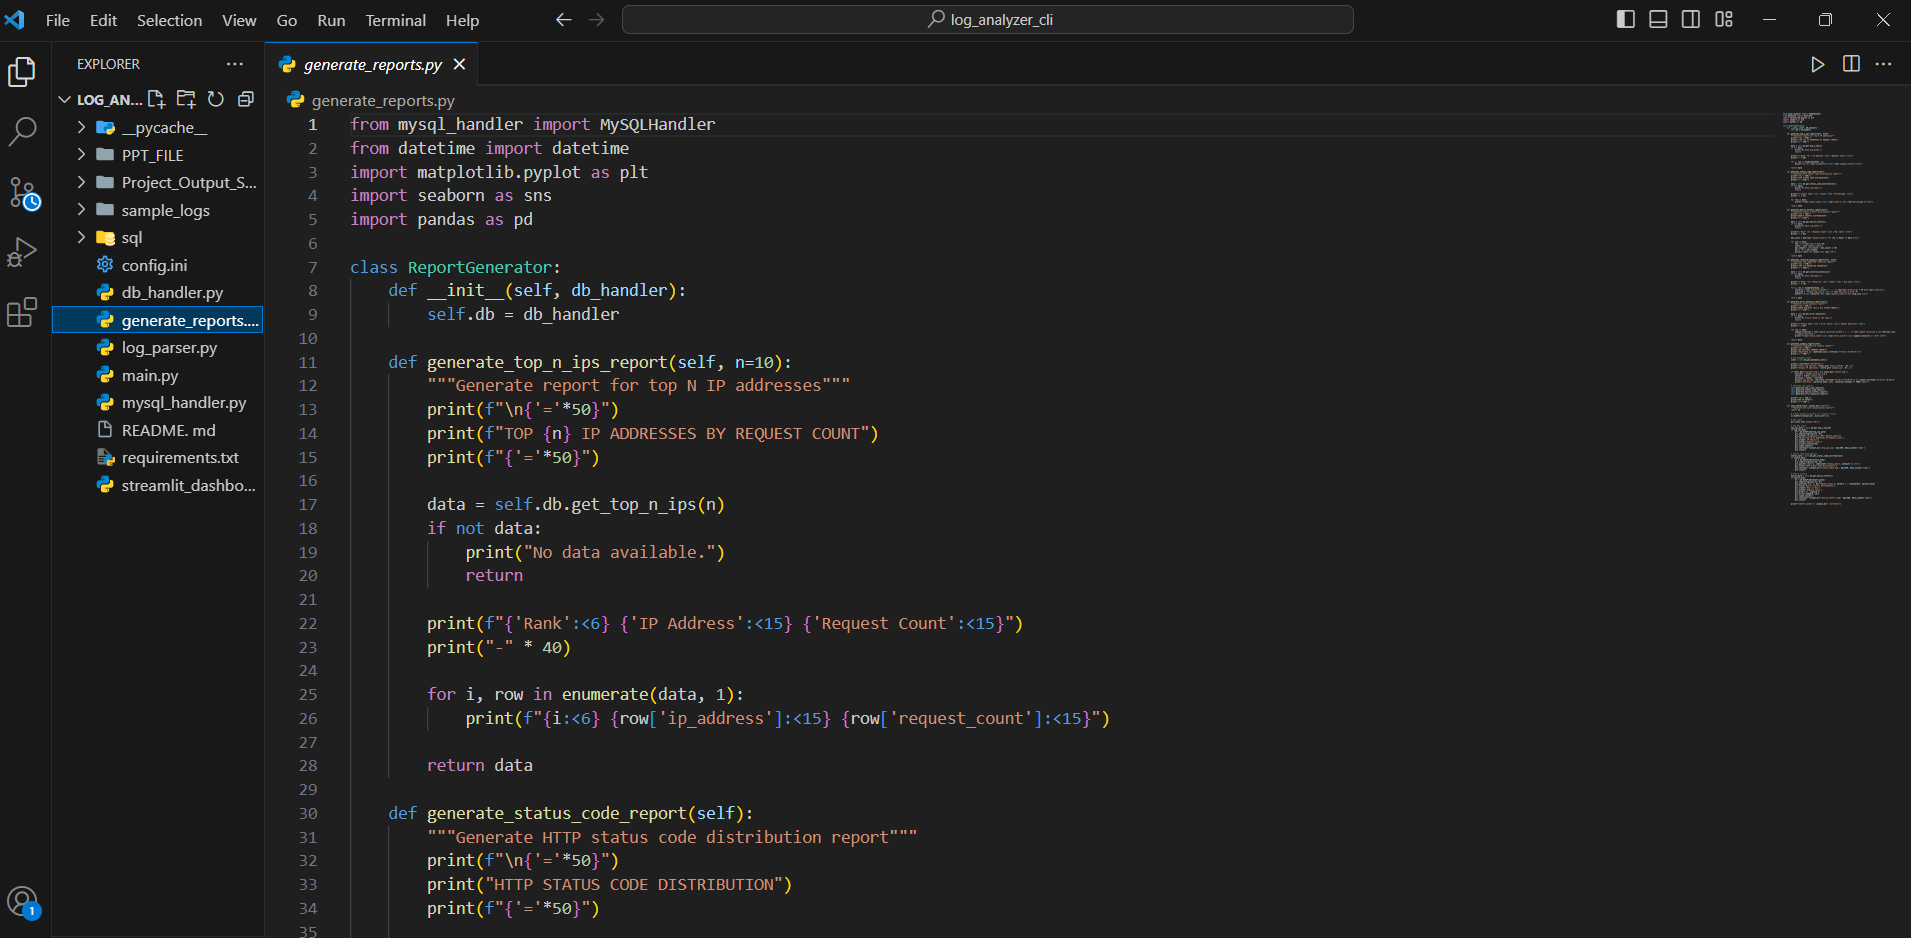 File Edit Selection View Go Run Terminal Help
log_analyzer_cli
EXPLORER
LOG_AN...
__pycache__
PPT_FILE
Project_Output_S...
sample_logs
sql
config.ini
db_handler.py
generate_reports....
log_parser.py
main.py
mysql_handler.py
README. md
requirements.txt
streamlit_dashbo...
1
generate_reports.py
generate_reports.py
1 from mysql_handler import MySQLHandler
2 from datetime import datetime
3 import matplotlib.pyplot as plt
4 import seaborn as sns
5 import pandas as pd
6
7 class ReportGenerator:
8 def __init__(self, db_handler):
9 self.db = db_handler
10
11 def generate_top_n_ips_report(self, n=10):
12 """Generate report for top N IP addresses"""
13 print(f"\n{'='*50}")
14 print(f"TOP {n} IP ADDRESSES BY REQUEST COUNT")
15 print(f"{'='*50}")
16
17 data = self.db.get_top_n_ips(n)
18 if not data:
19 print("No data available.")
20 return
21
22 print(f"{'Rank':<6} {'IP Address':<15} {'Request Count':<15}")
23 print("-" * 40)
24
25 for i, row in enumerate(data, 1):
26 print(f"{i:<6} {row['ip_address']:<15} {row['request_count']:<15}")
27
28 return data
29
30 def generate_status_code_report(self):
31 """Generate HTTP status code distribution report"""
32 print(f"\n{'='*50}")
33 print("HTTP STATUS CODE DISTRIBUTION")
34 print(f"{'='*50}")
35